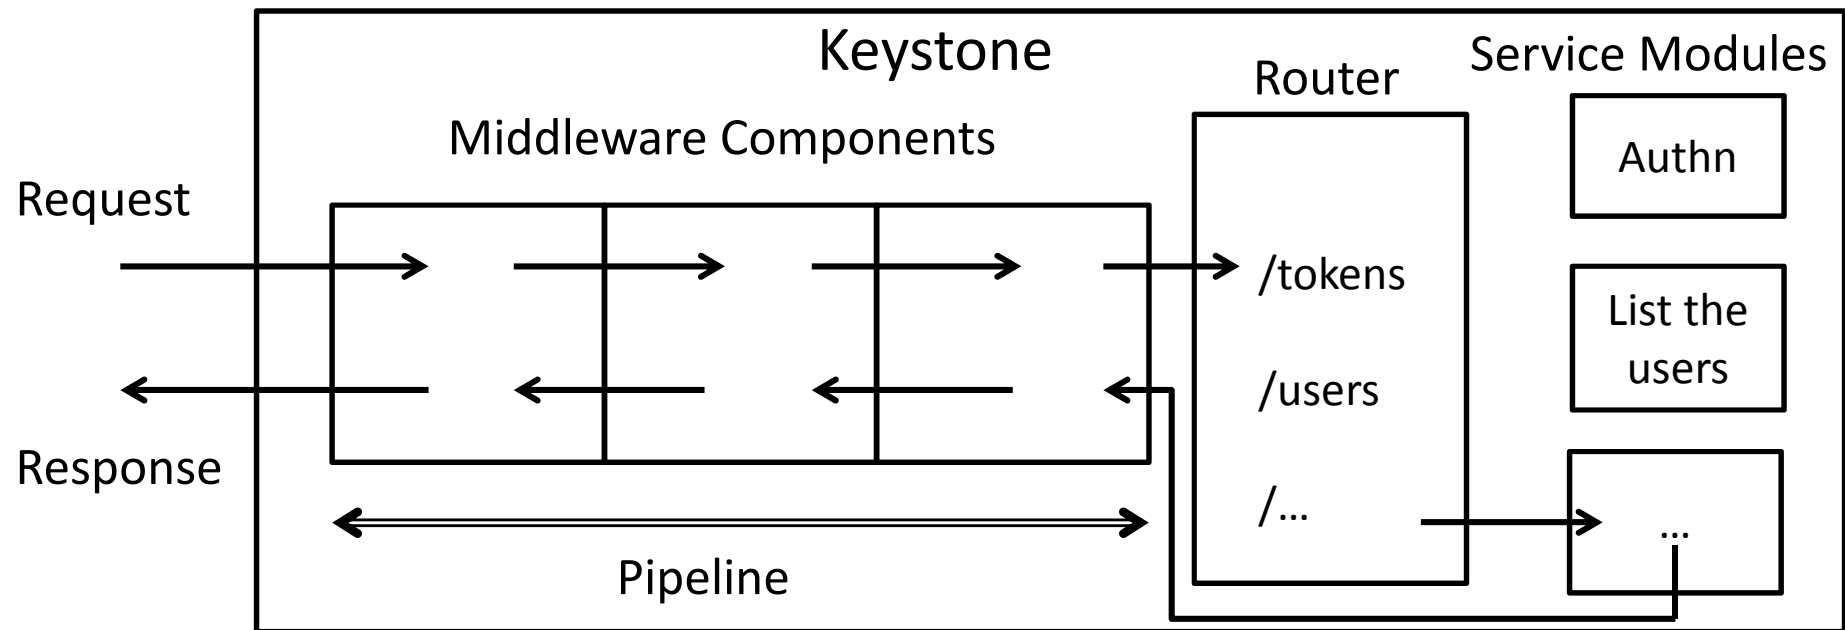 Keystone
Service Modules
Router
Middleware Components
Authn
Request
/tokens
List the
users
/users
Response
/...
...
Pipeline